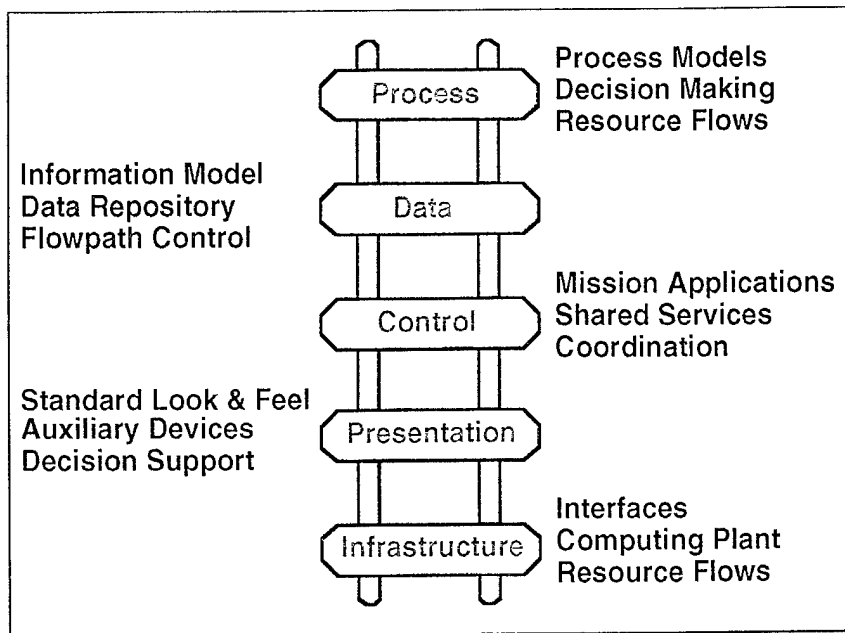 Process
Process Models
Decision Making
Resource Flows
Information Model
Data Repository
Flowpath Control
Data
Control
Mission Applications
Shared Services
Coordination
Standard Look & Feel
Auxiliary Devices
Decision Support
Presentation
Infrastructure
Interfaces
Computing Plant
Resource Flows